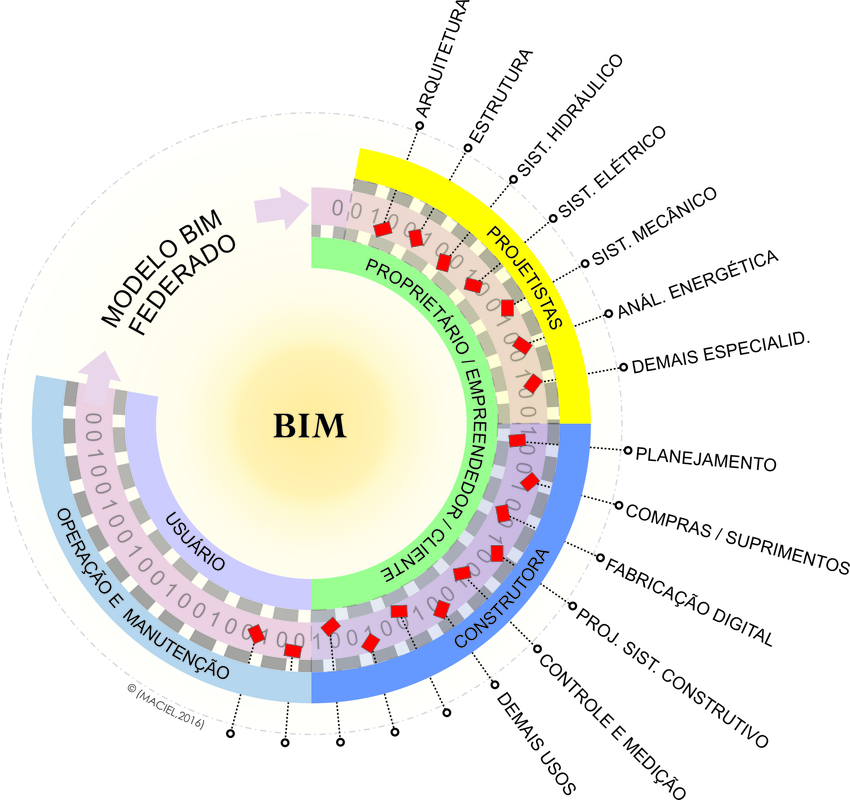 ARQUITETURA
ESTRUTURA
SIST. HIDRÁULICO
SIST. ELÉTRICO
SIST. MECÂNICO
ANÁL. ENERGÉTICA
DEMAIS ESPECIALID.
PLANEJAMENTO
COMPRAS / SUPRIMENTOS
FABRICAÇÃO DIGITAL
PROJ. SIST. CONSTRUTIVO
CONTROLE E MEDIÇÃO
DEMAIS USOS
PROJETISTAS
CONSTRUTORA
OPERAÇÃO E MANUTENÇÃO
PROPRIETÁRIO / EMPREENDEDOR / CLIENTE
USUÁRIO
MODELO BIM
FEDERADO
BIM
© (MACIEL,2016)